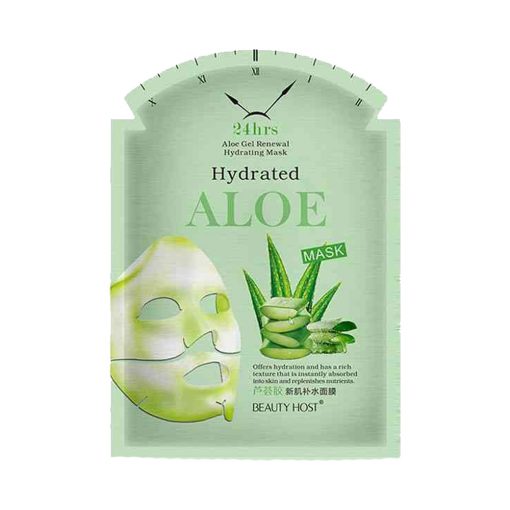 XII
24hrs
Aloe Gel Renewal
Hydrating Mask
Hydrated
ALOE
MASK
Offers hydration and has a rich
texture that is instantly absorbed
into skin and replenishes nutrients.
芦荟胶 新肌补水面膜
BEAUTY HOST®